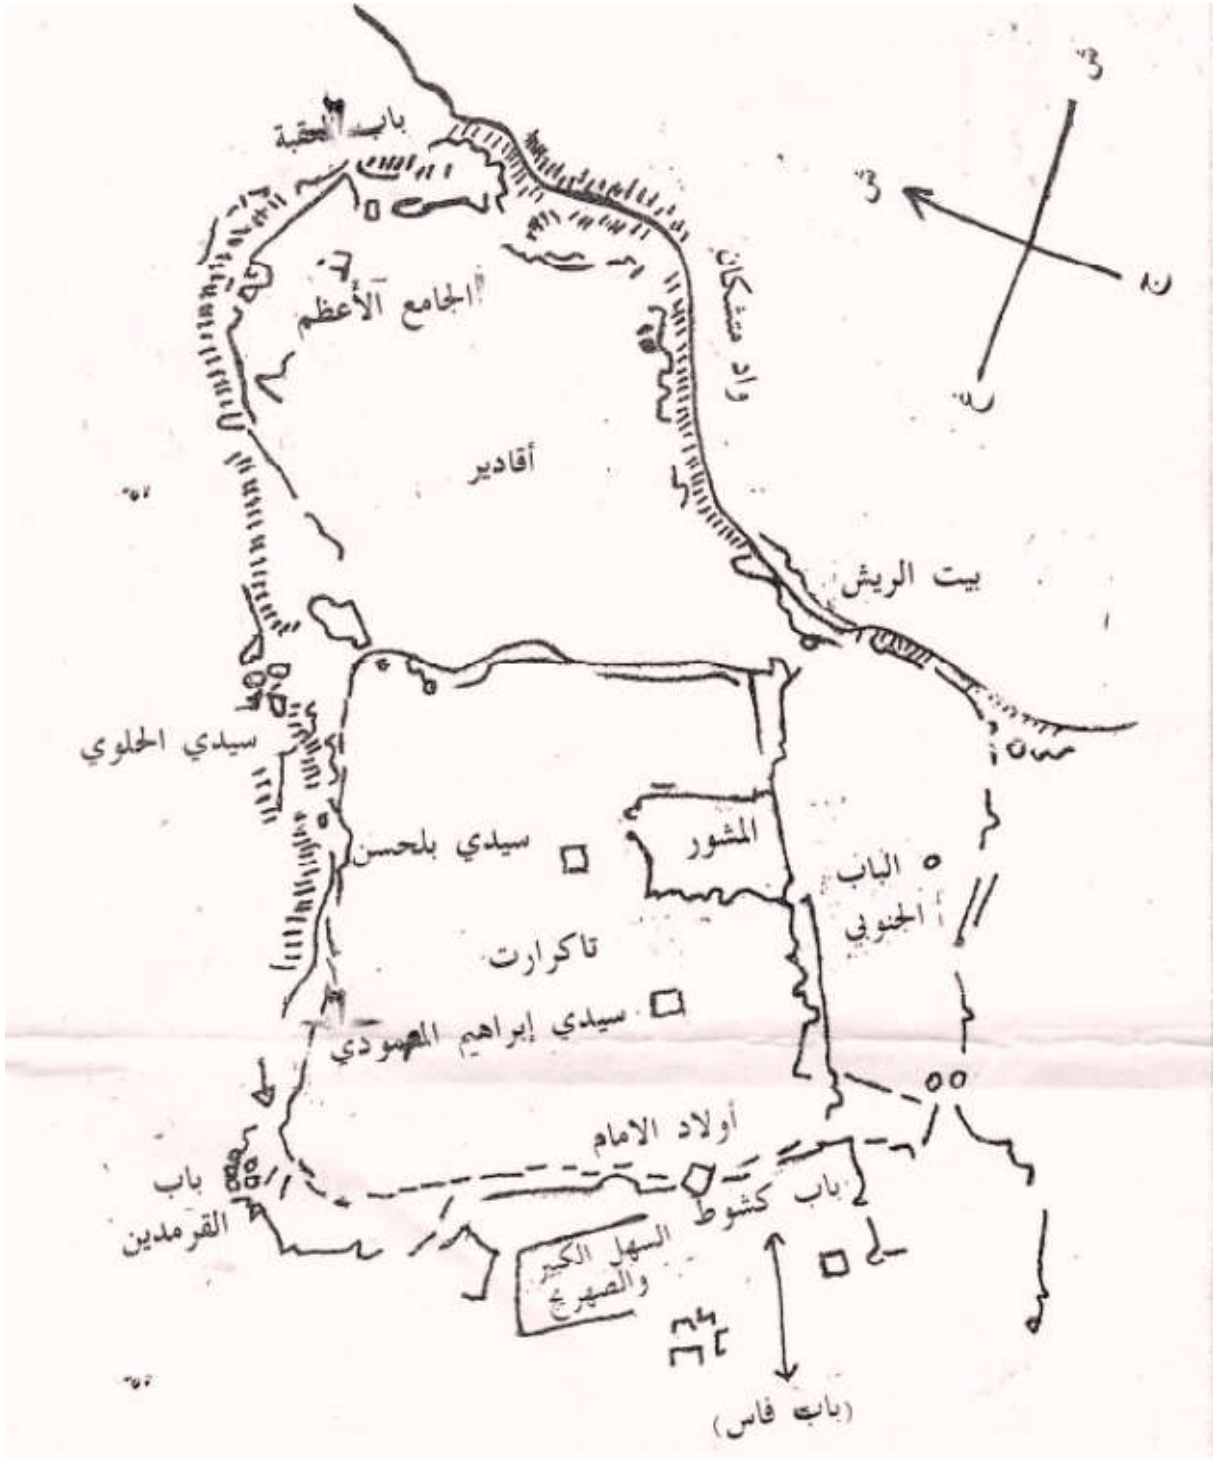 باب العقبة
ش
ش
ج
غ
الجامع الأعظم
واد متشكان
أقادير
بيت الريش
سيدي الحلوي
المشور
سيدي بلحسن
الباب
الجنوبي
تاكرارت
سيدي إبراهيم المصمودي
أولاد الامام
باب
القرمدين
باب كشوط
السهل الكبير
والصهريج
(باب فاس)